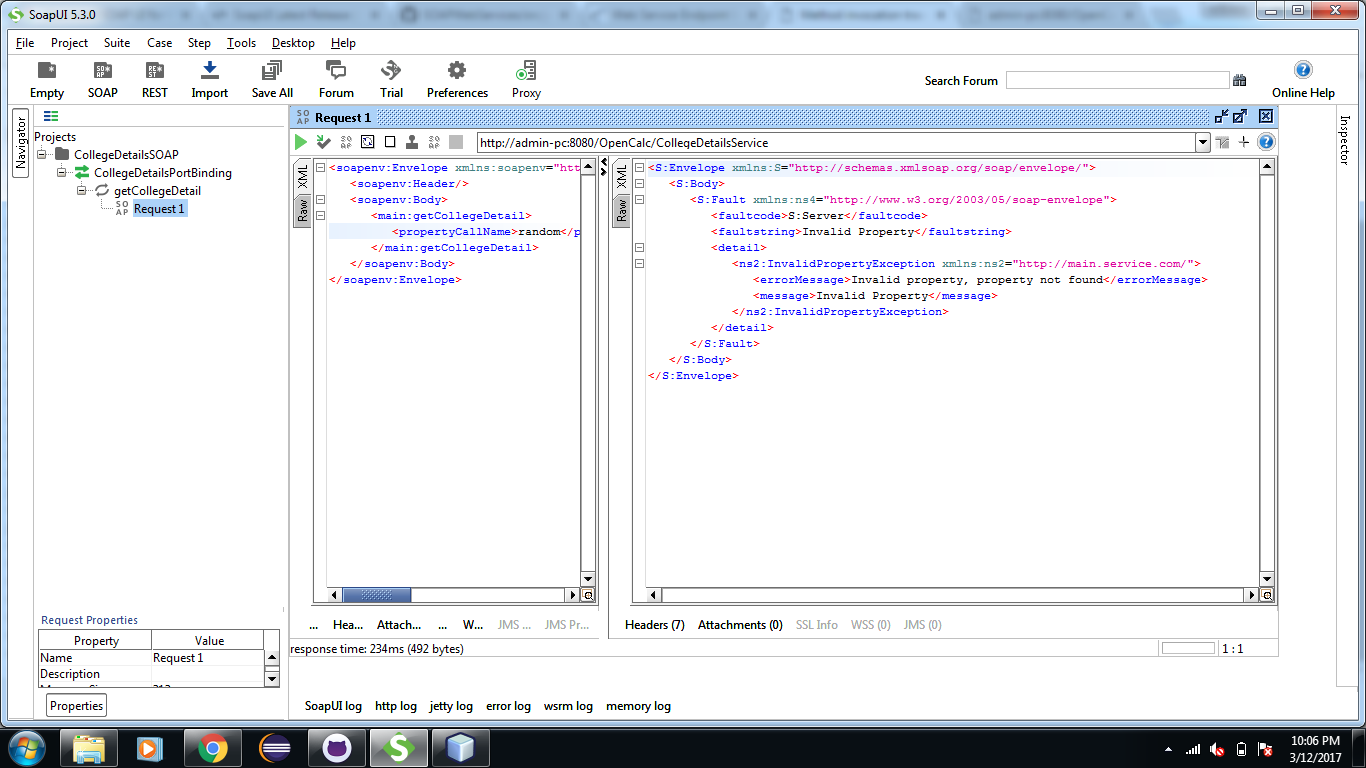 SoapUI 5.3.0
File Project Suite Case Step Tools Desktop Help
Empty SOAP REST Import Save All Forum Trial Preferences Proxy
Search Forum
Online Help
Navigator
Projects
CollegeDetailsSOAP
CollegeDetailsPortBinding
getCollegeDetail
SO AP Request 1
SO AP Request 1
http://admin-pc:8080/OpenCalc/CollegeDetailsService
Inspector
XML
Raw
<soapenv:Envelope xmlns:soapenv="htt
<soapenv:Header/>
<soapenv:Body>
<main:getCollegeDetail>
<propertyCallName>random</p
</main:getCollegeDetail>
</soapenv:Body>
</soapenv:Envelope>
XML
Raw
<S:Envelope xmlns:S="http://schemas.xmlsoap.org/soap/envelope/">
<S:Body>
<S:Fault xmlns:ns4="http://www.w3.org/2003/05/soap-envelope">
<faultcode>S:Server</faultcode>
<faultstring>Invalid Property</faultstring>
<detail>
<ns2:InvalidPropertyException xmlns:ns2="http://main.service.com/">
<errorMessage>Invalid property, property not found</errorMessage>
<message>Invalid Property</message>
</ns2:InvalidPropertyException>
</detail>
</S:Fault>
</S:Body>
</S:Envelope>
... Hea... Attach... ... W... JMS ... JMS Pr...
Headers (7) Attachments (0) SSL Info WSS (0) JMS (0)
response time: 234ms (492 bytes)
1 : 1
Request Properties
Property Value
Name Request 1
Description
Properties
SoapUI log http log jetty log error log wsrm log memory log
10:06 PM
3/12/2017